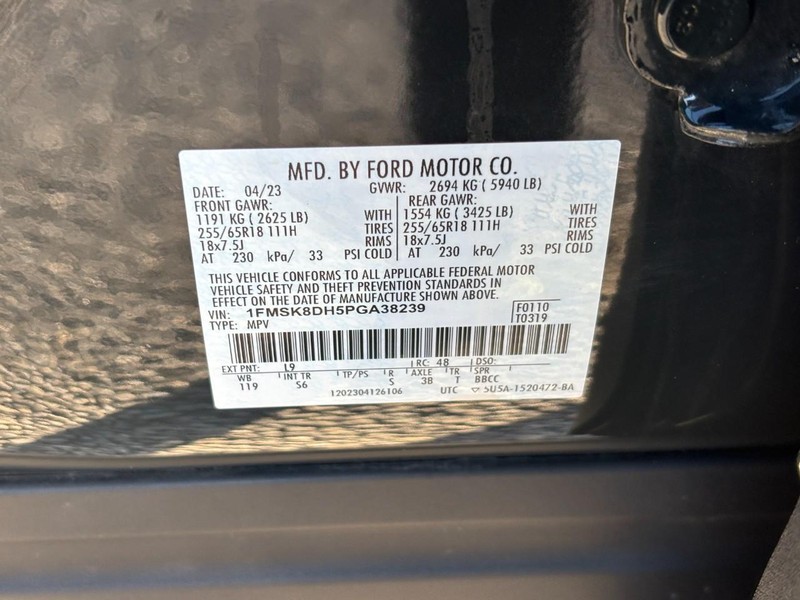 MFD. BY FORD MOTOR CO.
DATE: 04/23 GVWR: 2694 KG ( 5940 LB)
FRONT GAWR: REAR GAWR:
1191 KG ( 2625 LB) WITH 1554 KG ( 3425 LB) WITH
255/65R18 111H TIRES 255/65R18 111H TIRES
18x7.5J RIMS 18x7.5J RIMS
AT 230 kPa/ 33 PSI COLD AT 230 kPa/ 33 PSI COLD
THIS VEHICLE CONFORMS TO ALL APPLICABLE FEDERAL MOTOR
VEHICLE SAFETY AND THEFT PREVENTION STANDARDS IN
EFFECT ON THE DATE OF MANUFACTURE SHOWN ABOVE.
VIN: 1FMSK8DH5PGA38239 F0110
TYPE: MPV T0319
EXT PNT: L9 RC: 48 DSO:
WB INT TR TP/PS R AXLE TR SPR
119 S6 S 3B T BBCC
1202304126106 UTC 5U5A-1520472-BA